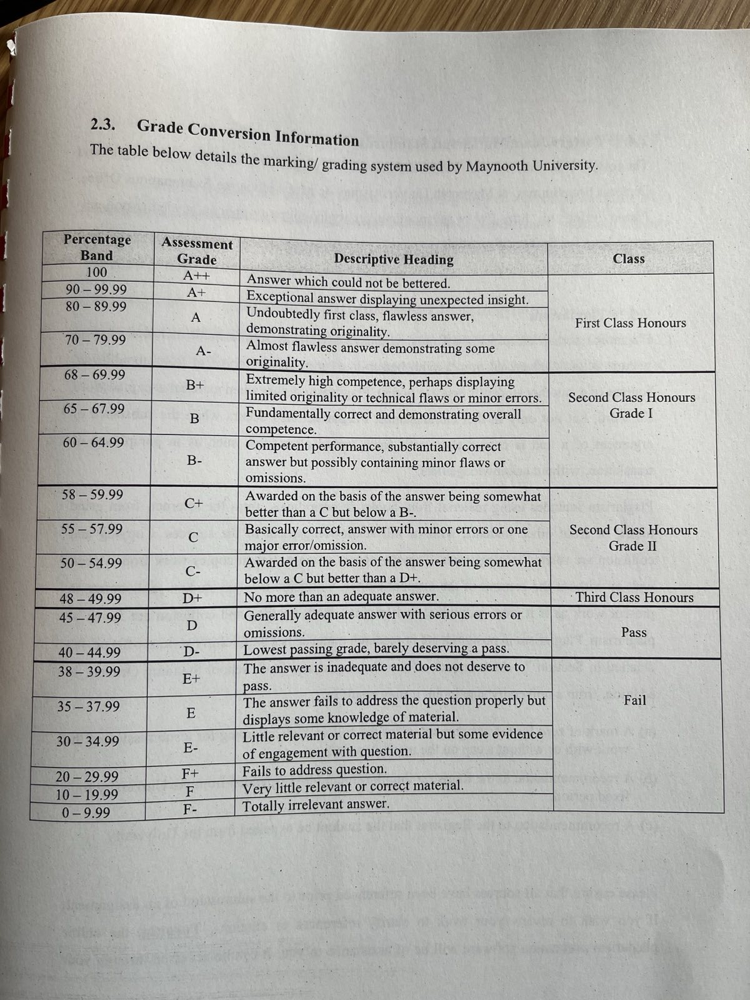 2.3. Grade Conversion Information
The table below details the marking/ grading system used by Maynooth University.
Percentage Band Assessment Grade Descriptive Heading Class
100 A++ Answer which could not be bettered.
90 – 99.99 A+ Exceptional answer displaying unexpected insight.
80 – 89.99 A Undoubtedly first class, flawless answer,
demonstrating originality.
First Class Honours
70 – 79.99 A- Almost flawless answer demonstrating some
originality.
68 – 69.99 B+ Extremely high competence, perhaps displaying
limited originality or technical flaws or minor errors.
Second Class Honours
Grade I
65 – 67.99 B Fundamentally correct and demonstrating overall
competence.
60 – 64.99 B- Competent performance, substantially correct
answer but possibly containing minor flaws or
omissions.
58 – 59.99 C+ Awarded on the basis of the answer being somewhat
better than a C but below a B-.
55 – 57.99 C Basically correct, answer with minor errors or one
major error/omission.
Second Class Honours
Grade II
50 – 54.99 C- Awarded on the basis of the answer being somewhat
below a C but better than a D+.
48 – 49.99 D+ No more than an adequate answer. Third Class Honours
45 – 47.99 D Generally adequate answer with serious errors or
omissions.
Pass
40 – 44.99 D- Lowest passing grade, barely deserving a pass.
38 – 39.99 E+ The answer is inadequate and does not deserve to
pass.
Fail
35 – 37.99 E The answer fails to address the question properly but
displays some knowledge of material.
30 – 34.99 E- Little relevant or correct material but some evidence
of engagement with question.
20 – 29.99 F+ Fails to address question.
10 – 19.99 F Very little relevant or correct material.
0 – 9.99 F- Totally irrelevant answer.